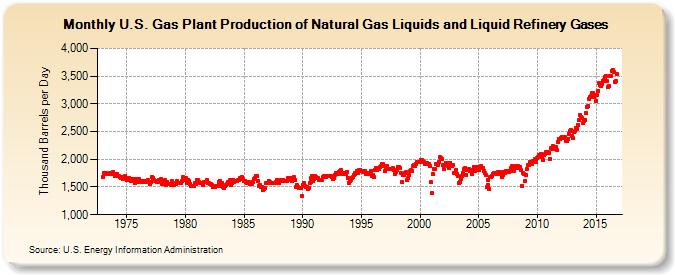 Monthly U.S. Gas Plant Production of Natural Gas Liquids and Liquid Refinery Gases
Thousand Barrels per Day
4,000
3,500
3,000
2,500
2,000
1,500
1,000
1975 1980 1985 1990 1995 2000 2005 2010 2015
Source: U.S. Energy Information Administration